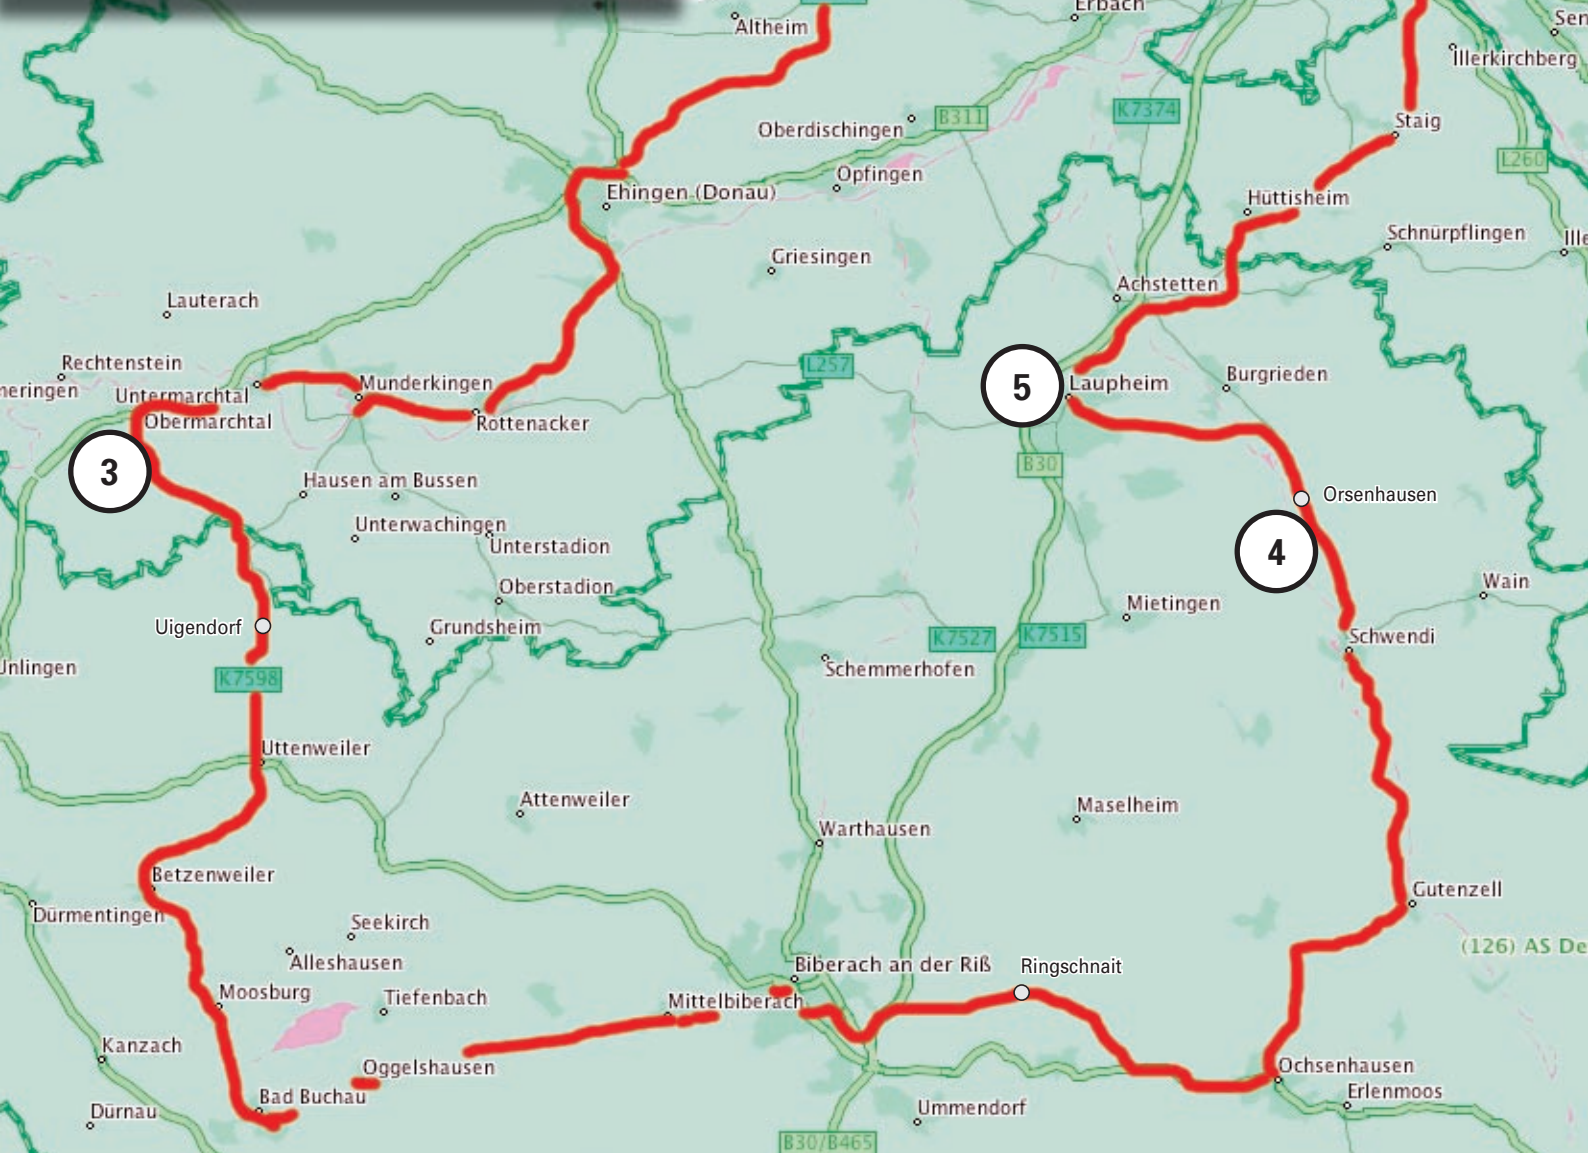 Altheim
Erbach
Sen
Illerkirchberg
B311
K7374
Oberdischingen
Staig
L260
Opfingen
Ehingen (Donau)
Hüttisheim
Schnürpflingen
Ille
Griesingen
Achstetten
Lauterach
Rechtenstein
meringen
Untermarchtal
Munderkingen
L257
5
Laupheim
Burgrieden
Obermarchtal
Rottenacker
3
B30
Hausen am Bussen
Orsenhausen
Unterwachingen
Unterstadion
4
Oberstadion
Wain
Mietingen
Uigendorf
Grundsheim
K7527
K7515
Schwendi
Unlingen
K7598
Schemmerhofen
Uttenweiler
Attenweiler
Maselheim
Warthausen
Betzenweiler
Gutenzell
Dürmentingen
Seekirch
(126) AS De
Alleshausen
Biberach an der Riß
Ringschnait
Moosburg
Tiefenbach
Mittelbiberach
Kanzach
Oggelshausen
Ochsenhausen
Bad Buchau
Erlenmoos
Dürnau
Ummendorf
B30/B465